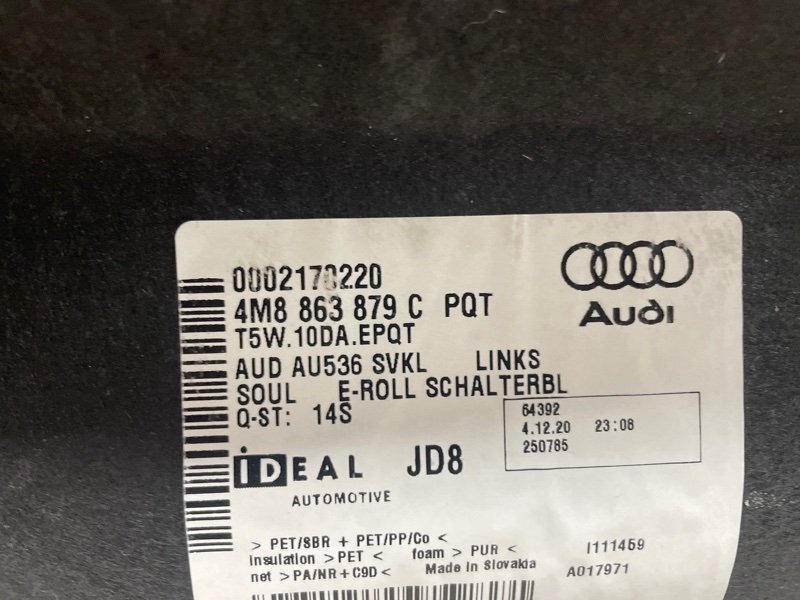 0002170220
4M8 863 879 C PQT
T5W.10DA.EPQT
AUD AU536 SVKL LINKS
SOUL E-ROLL SCHALTERBL
Q-ST: 14S
Audi
64392
4.12.20 23:08
250785
IDEAL JD8
AUTOMOTIVE
> PET/SBR + PET/PP/Co <
insulation > PET < foam > PUR < I111459
net > PA/NR + C9D < Made in Slovakia A017971